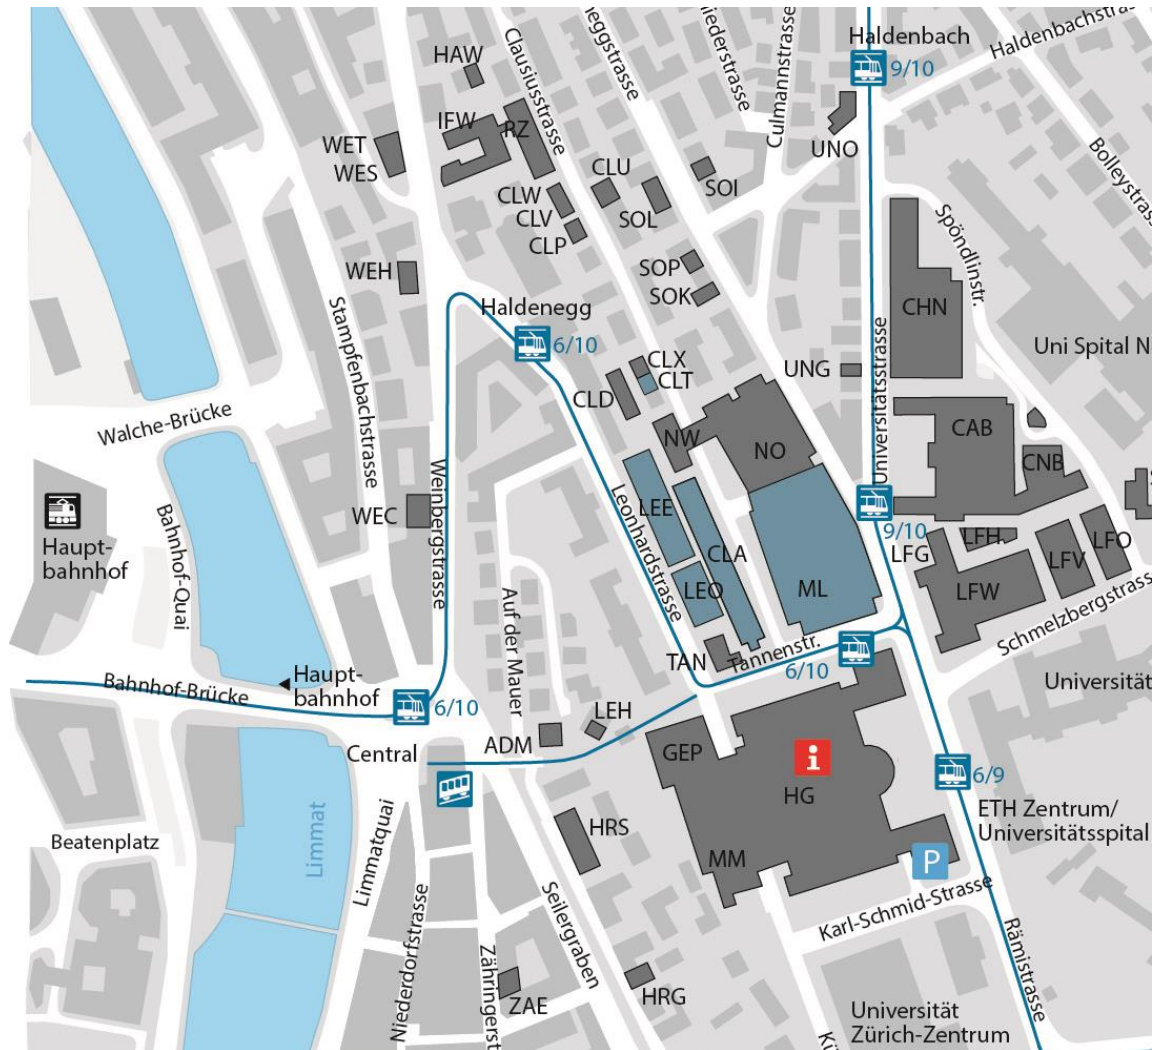 Haldenbach
9/10
Haldenbachstr
Culmannstrasse
Clausiusstrasse
HAW
IFW
RZ
WET
WES
UNO
Bolleystras
CLU
SOI
CLW
SOL
CLV
CLP
Spöndlinstr.
WEH
SOP
SOK
CHN
Haldenegg
6/10
Stampfenbachstrasse
Universitätsstrasse
Uni Spital N
CLX
CLT
UNG
CLD
Walche-Brücke
NW
NO
CAB
CNB
Weinbergstrasse
Leonhardstrasse
LEE
WEC
Haupt-
bahnhof
Bahnhof-Quai
9/10
LFG
LFH
LFO
LFV
CLA
LEO
ML
LFW
Auf der Mauer
Schmelzbergstrass
TAN
Tannenstr.
6/10
Haupt-
bahnhof
Bahnhof-Brücke
6/10
Universität
LEH
ADM
Central
GEP
HG
6/9
ETH Zentrum/
Universitätsspital
Beatenplatz
Limmat
Limmatquai
HRS
MM
P
Karl-Schmid-Strasse
Niederdorfstrasse
Zähringerst
Seilergraben
ZAE
HRG
Rämistrasse
Universität
Zürich-Zentrum